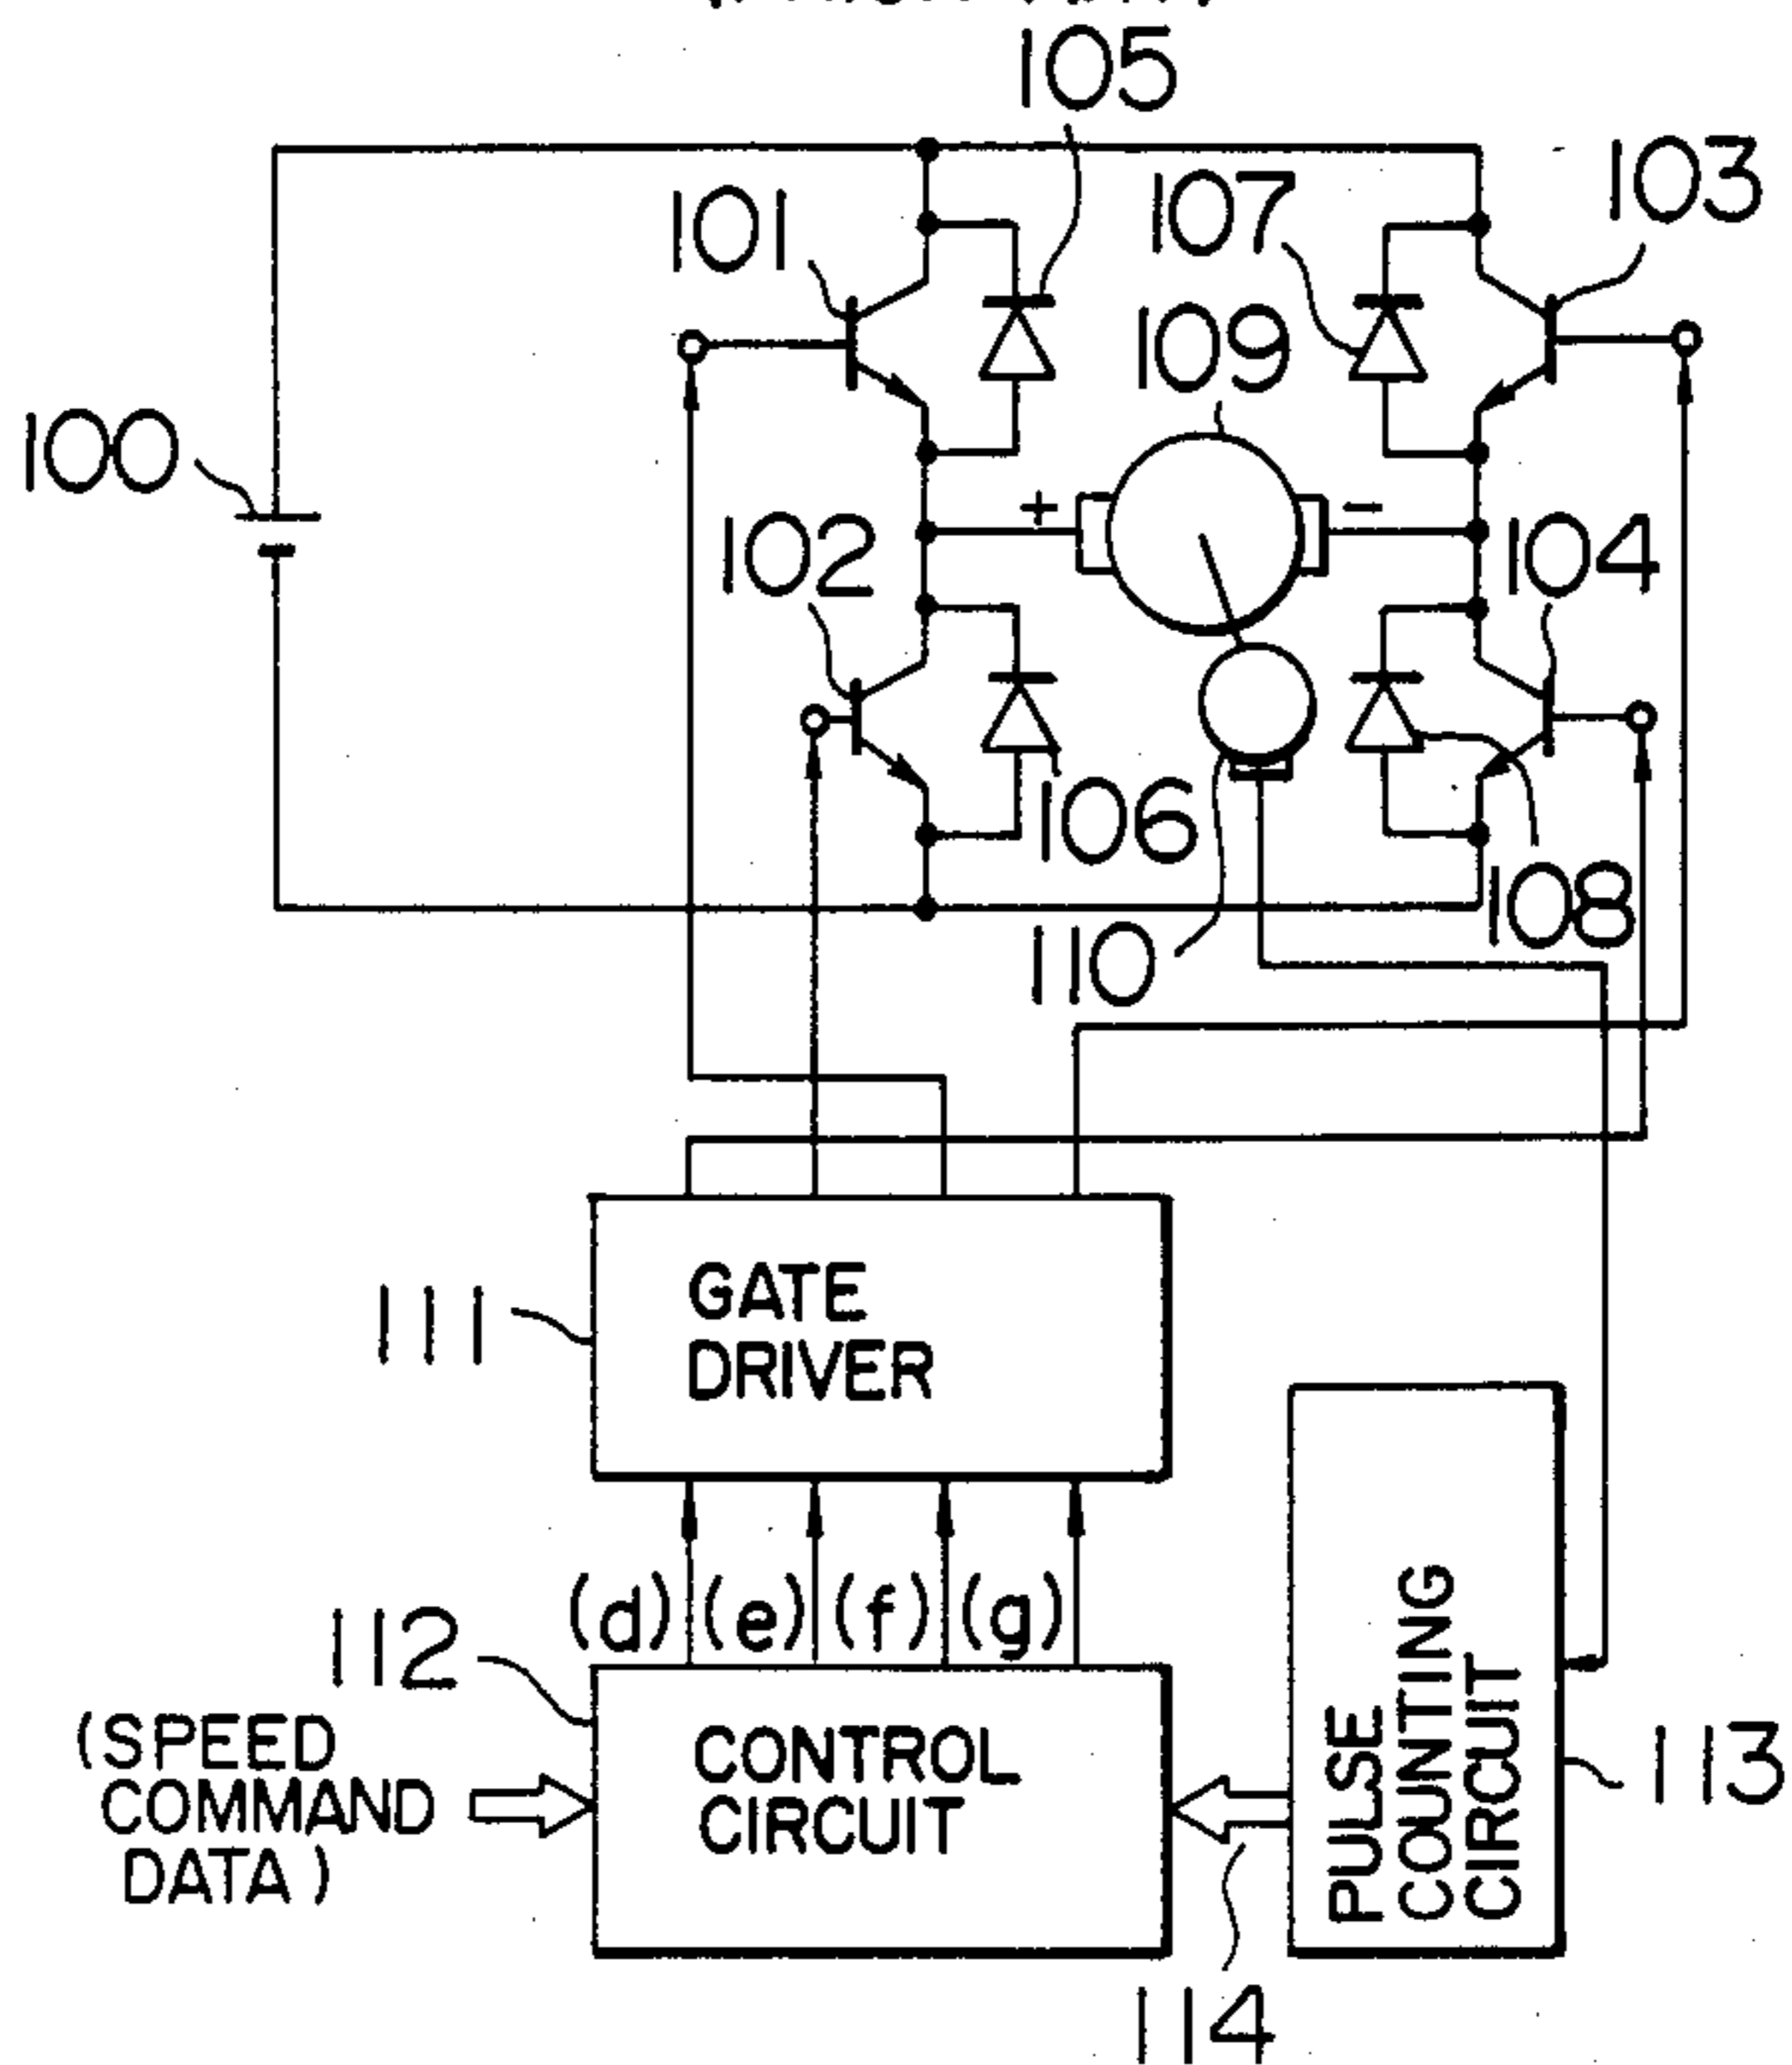 105
103
101
107
109
100
+
-
102
104
106
108
110
GATE
DRIVER
111
(d) (e) (f) (g)
112
(SPEED
COMMAND
DATA)
CONTROL
CIRCUIT
PULSE
COUNTING
CIRCUIT
113
114